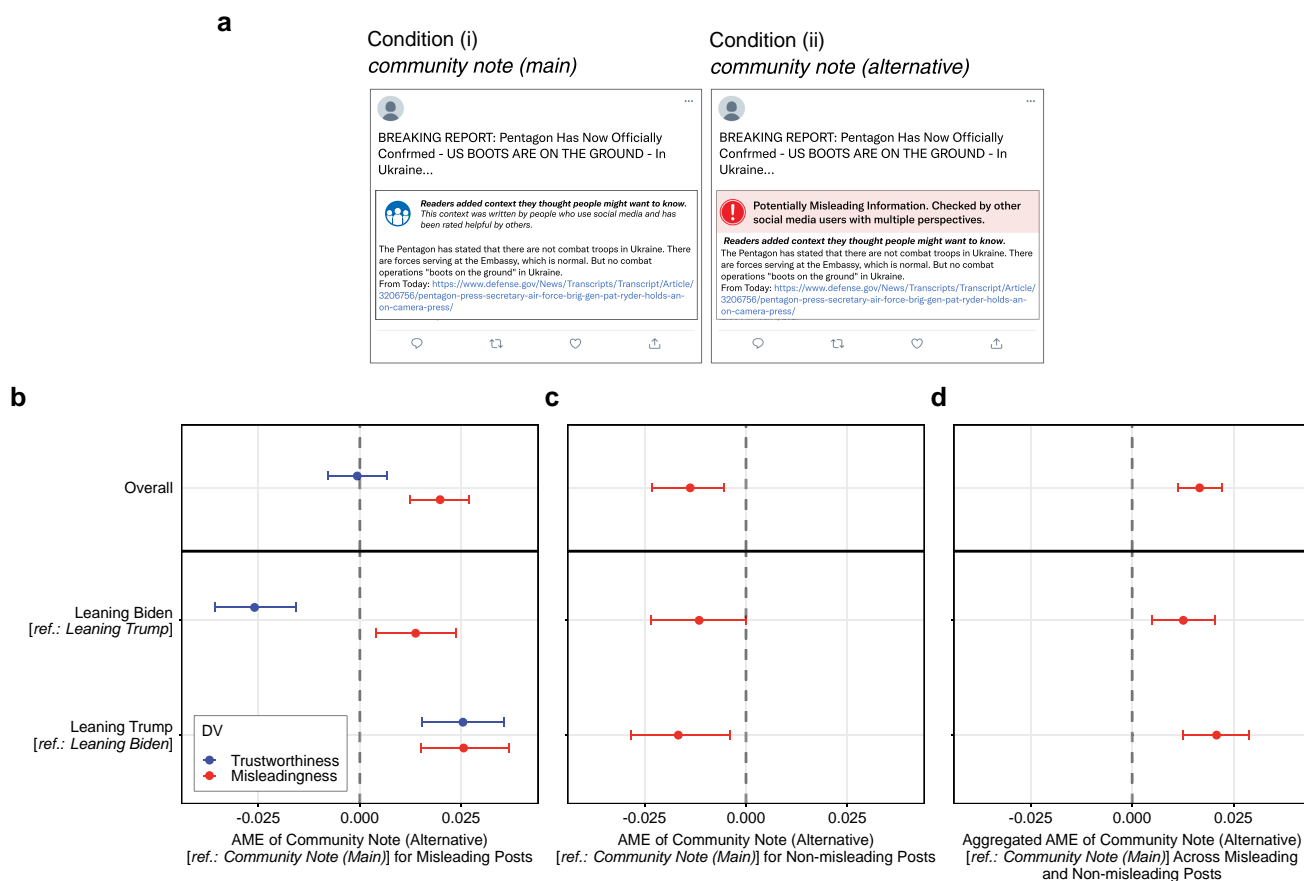 a
Condition (i)
community note (main)
Condition (ii)
community note (alternative)
BREAKING REPORT: Pentagon Has Now Officially
Confrmed - US BOOTS ARE ON THE GROUND - In
Ukraine...
Readers added context they thought people might want to know.
This context was written by people who use social media and has
been rated helpful by others.
The Pentagon has stated that there are not combat troops in Ukraine. There
are forces serving at the Embassy, which is normal. But no combat
operations "boots on the ground" in Ukraine.
From Today: https://www.defense.gov/News/Transcripts/Transcript/Article/
3206756/pentagon-press-secretary-air-force-brig-gen-pat-ryder-holds-an-
on-camera-press/
BREAKING REPORT: Pentagon Has Now Officially
Confrmed - US BOOTS ARE ON THE GROUND - In
Ukraine...
Potentially Misleading Information. Checked by other
social media users with multiple perspectives.
Readers added context they thought people might want to know.
The Pentagon has stated that there are not combat troops in Ukraine. There
are forces serving at the Embassy, which is normal. But no combat
operations "boots on the ground" in Ukraine.
From Today: https://www.defense.gov/News/Transcripts/Transcript/Article/
3206756/pentagon-press-secretary-air-force-brig-gen-pat-ryder-holds-an-
on-camera-press/
b
Overall
Leaning Biden
[ref.: Leaning Trump]
Leaning Trump
[ref.: Leaning Biden]
DV
Trustworthiness
Misleadingness
-0.025 0.000 0.025
AME of Community Note (Alternative)
[ref.: Community Note (Main)] for Misleading Posts
c
-0.025 0.000 0.025
AME of Community Note (Alternative)
[ref.: Community Note (Main)] for Non-misleading Posts
d
-0.025 0.000 0.025
Aggregated AME of Community Note (Alternative)
[ref.: Community Note (Main)] Across Misleading
and Non-misleading Posts